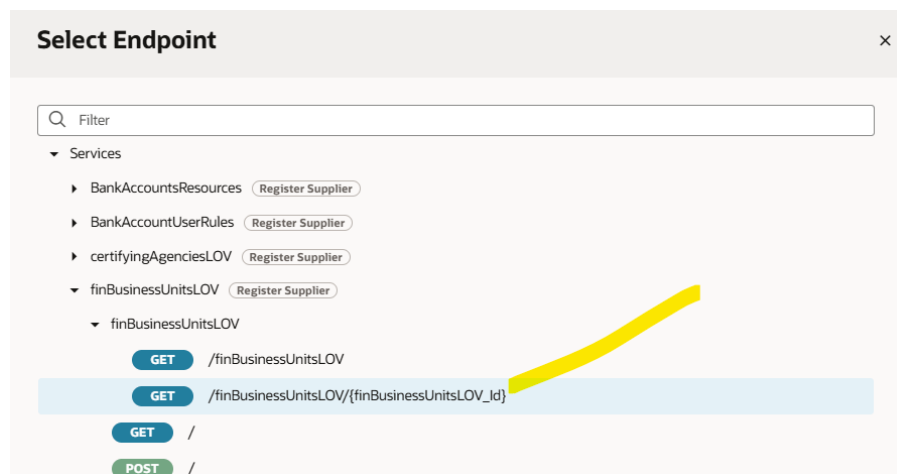 Select Endpoint
Filter
Services
BankAccountsResources Register Supplier
BankAccountUserRules Register Supplier
certifyingAgenciesLOV Register Supplier
finBusinessUnitsLOV Register Supplier
finBusinessUnitsLOV
GET /finBusinessUnitsLOV
GET /finBusinessUnitsLOV/{finBusinessUnitsLOV_Id}
GET /
POST /